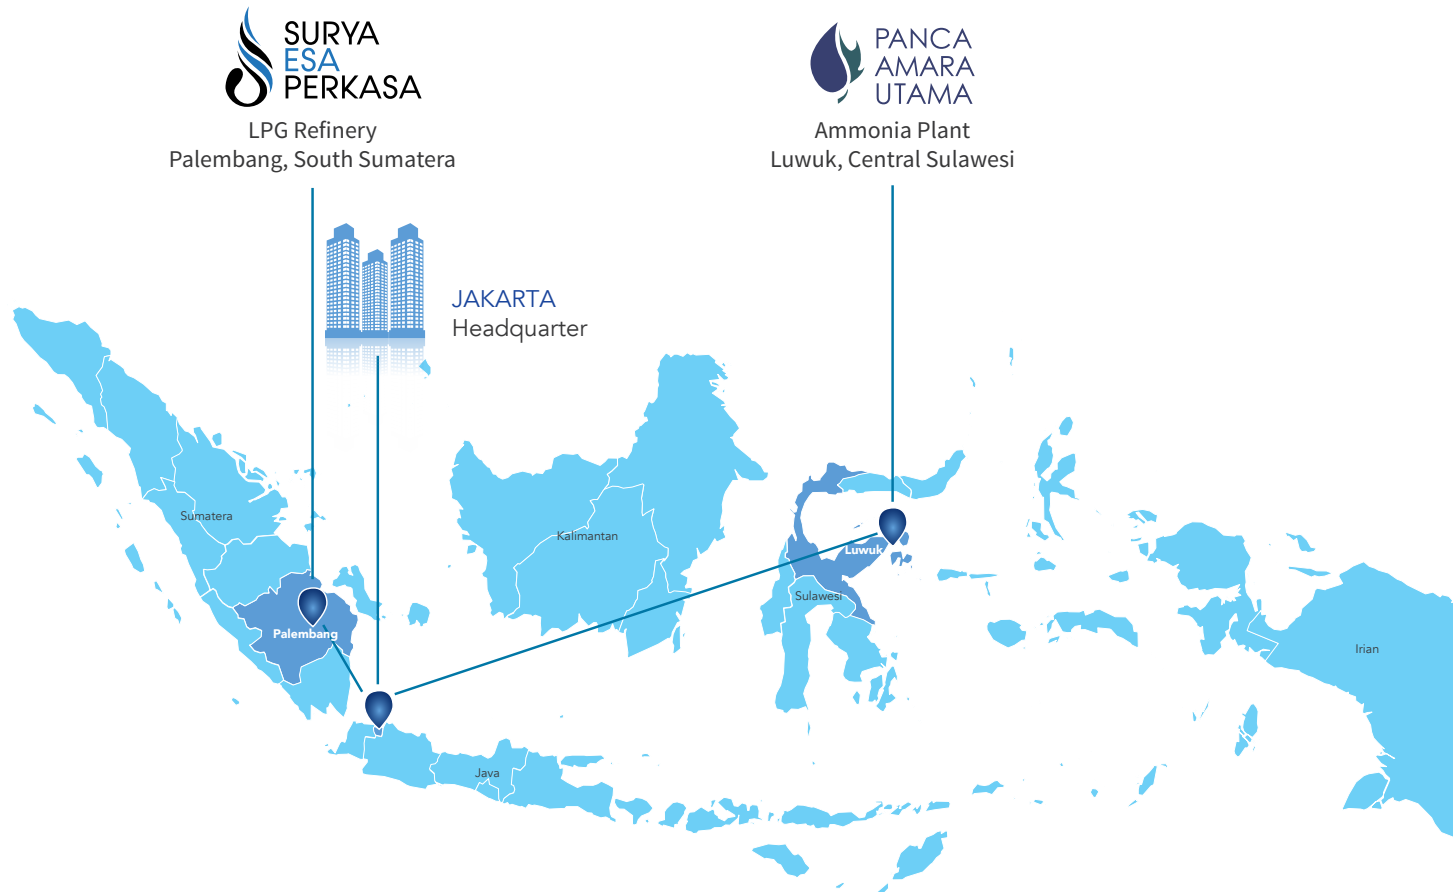 SURYA
ESA
PERKASA
LPG Refinery
Palembang, South Sumatera
PANCA
AMARA
UTAMA
Ammonia Plant
Luwuk, Central Sulawesi
JAKARTA
Headquarter
Sumatera
Kalimantan
Luwuk
Sulawesi
Palembang
Irian
Java